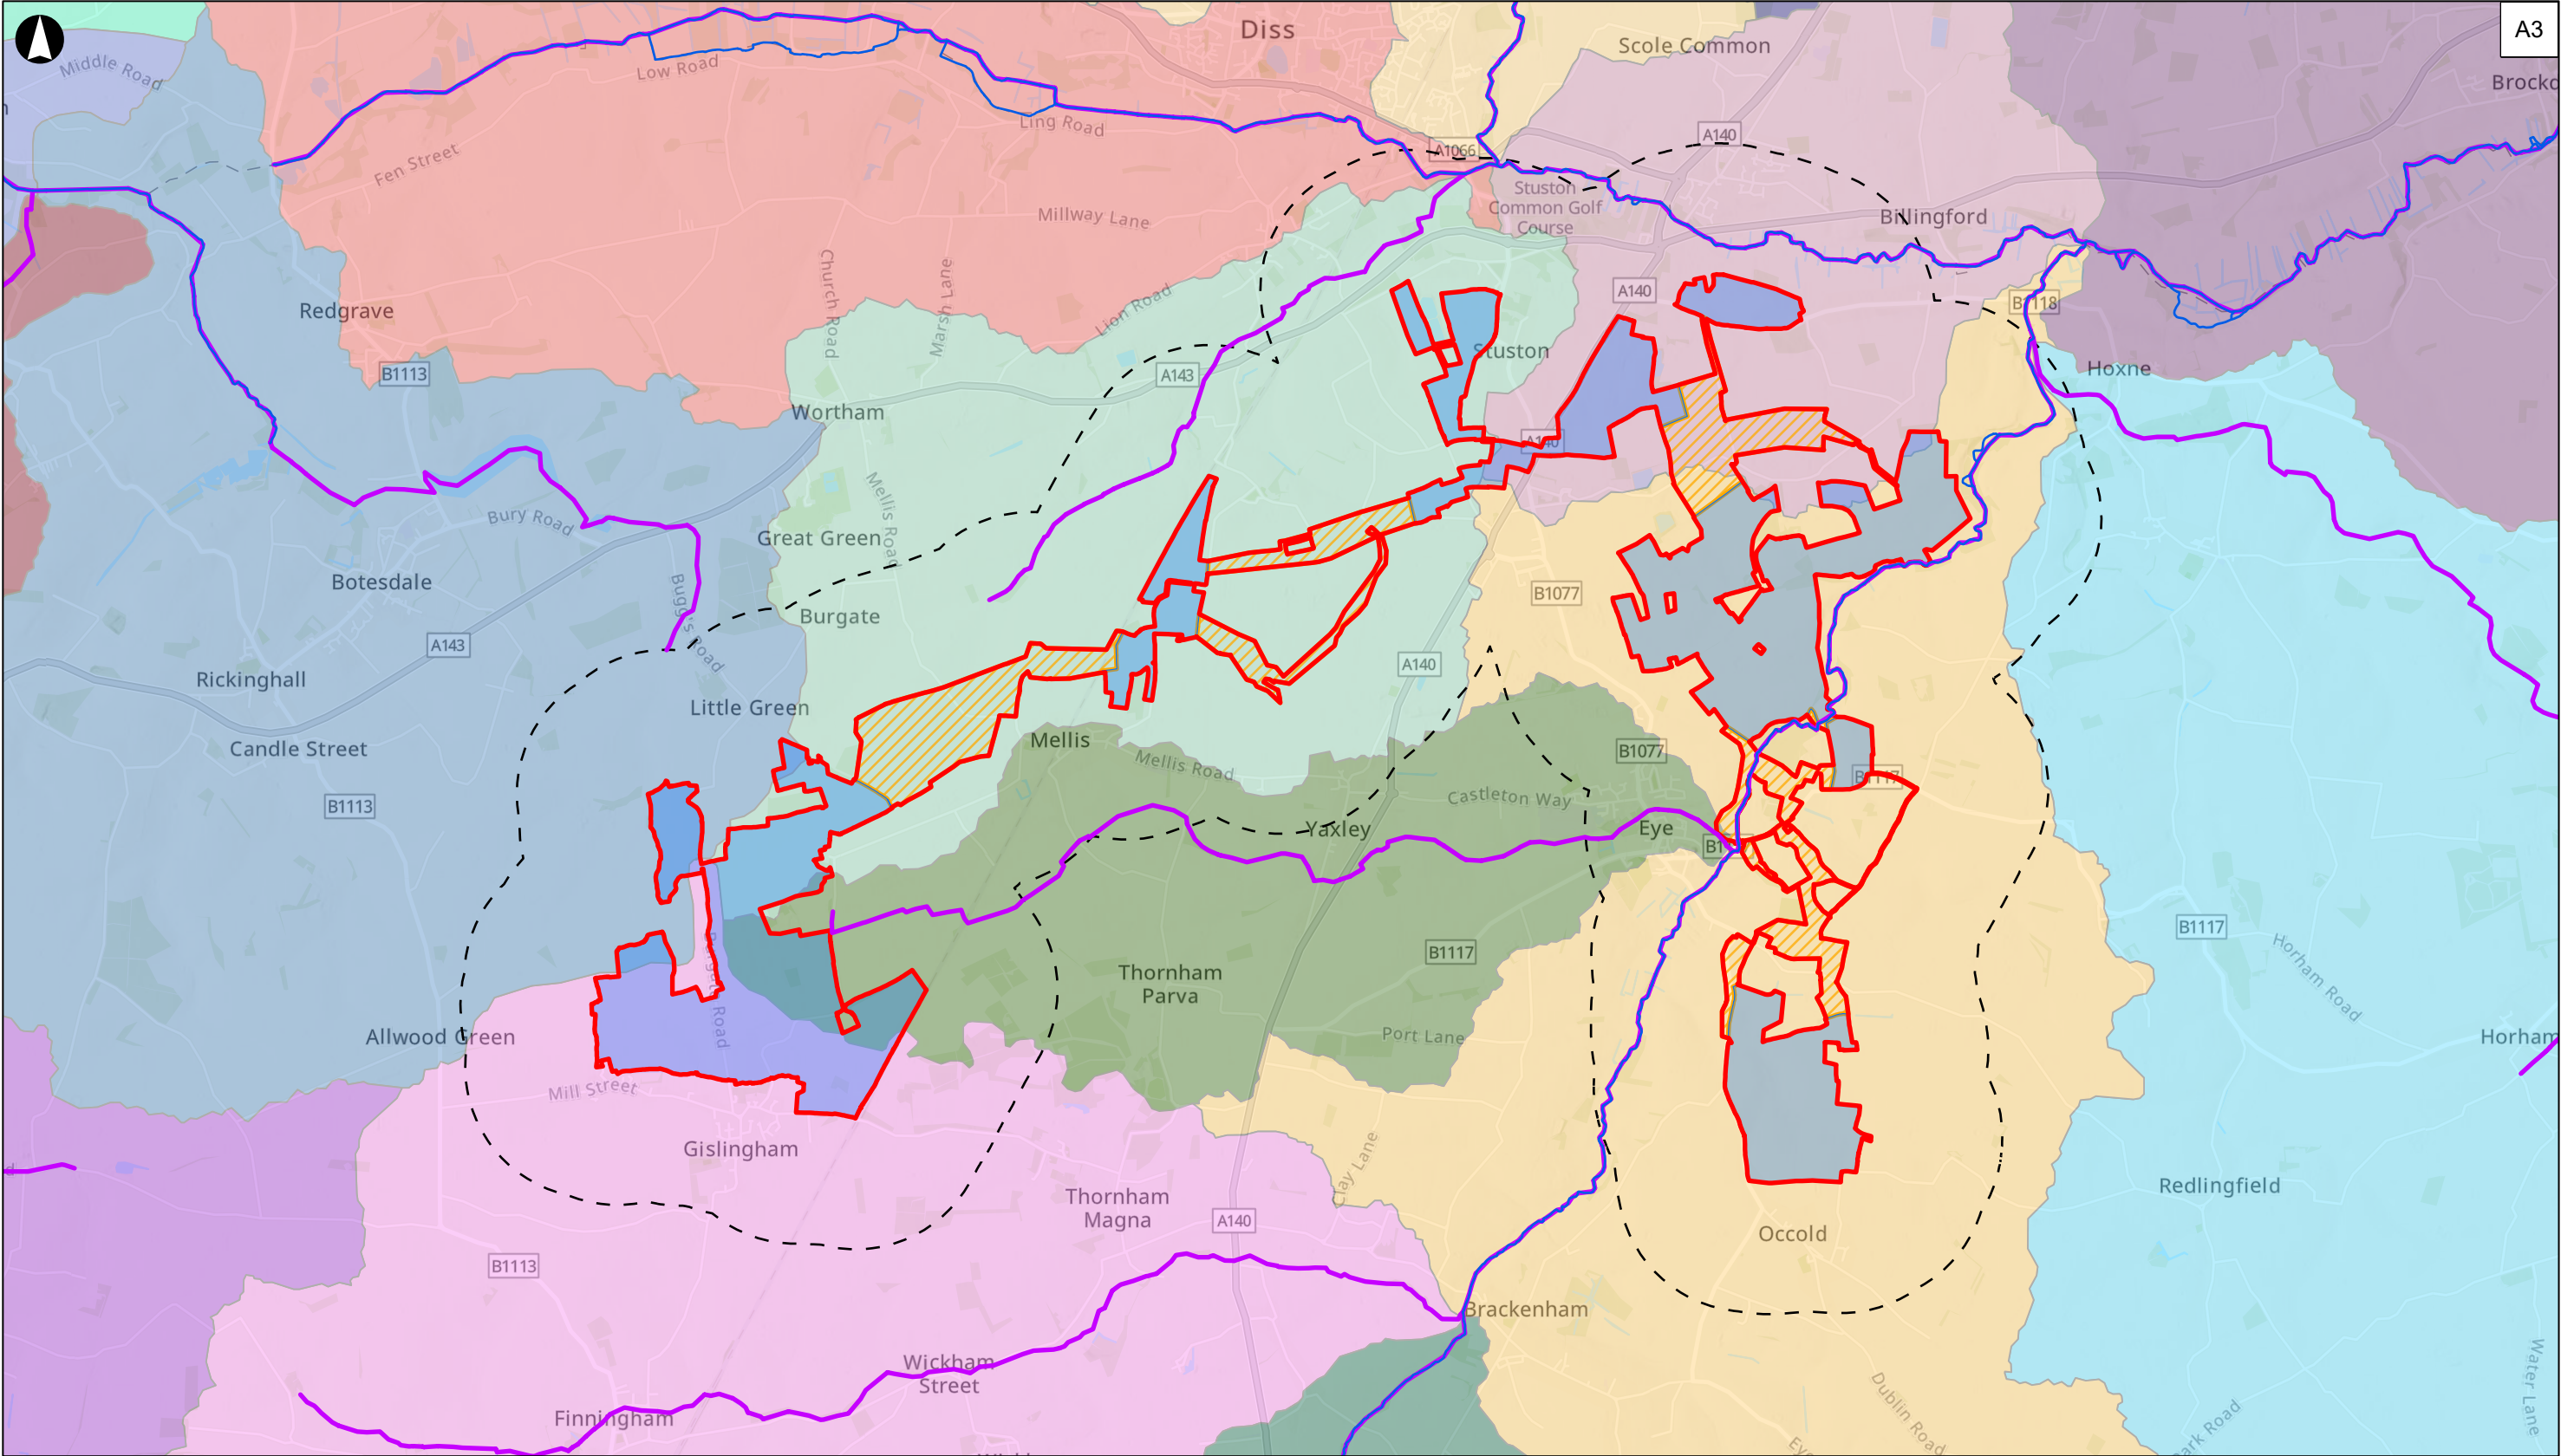 A3
Diss
Scole Common
Middle Road
Low Road
Ling Road
A140
A1066
Fen Street
Millway Lane
Stuston
Common Golf
Course
Billingford
Church Road
Marsh Lane
Lion Road
A140
B1118
Redgrave
Stuston
Hoxne
B1113
A143
Wortham
A140
Mellis Road
Bury Road
Great Green
Botesdale
B1077
Burgate
A143
A140
Rickinghall
Little Green
Candle Street
Mellis
B1077
Mellis Road
B1117
B1113
Castleton Way
Yaxley
Eye
B1117
B1117
Horham Road
Thornham
Parva
Allwood Green
Port Lane
Horham
Mill Street
Gislingham
Clay Lane
Thornham
Magna
A140
Redlingfield
Occold
B1113
Brackenham
Wickham
Street
Finningham
Dublin Road
Water Lane